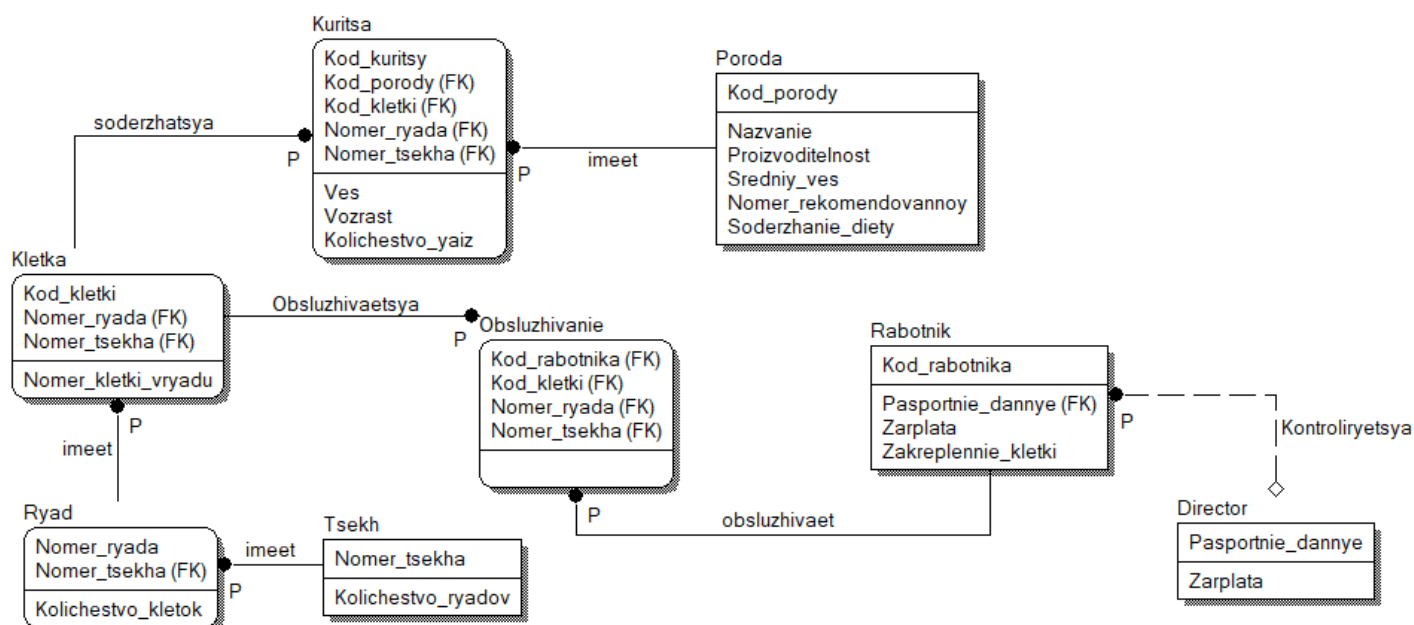 Kuritsa
Kod_kuritsy
Kod_porody (FK)
Kod_kletki (FK)
Nomer_ryada (FK)
Nomer_tsekha (FK)
Ves
Vozrast
Kolichestvo_yaiz
soderzhatsya
P
P
imeet
Poroda
Kod_porody
Nazvanie
Proizvoditelnost
Sredniy_ves
Nomer_rekomendovannoy
Soderzhanie_diety
Kletka
Kod_kletki
Nomer_ryada (FK)
Nomer_tsekha (FK)
Nomer_kletki_vryadu
Obsluzhivaetsya
P
Obsluzhivanie
Kod_rabotnika (FK)
Kod_kletki (FK)
Nomer_ryada (FK)
Nomer_tsekha (FK)
P
obsluzhivaet
Rabotnik
Kod_rabotnika
Pasportnie_dannye (FK)
Zarplata
Zakreplennie_kletki
P
Kontroliryetsya
Director
Pasportnie_dannye
Zarplata
P
imeet
Ryad
Nomer_ryada
Nomer_tsekha (FK)
Kolichestvo_kletok
imeet
P
Tsekh
Nomer_tsekha
Kolichestvo_ryadov